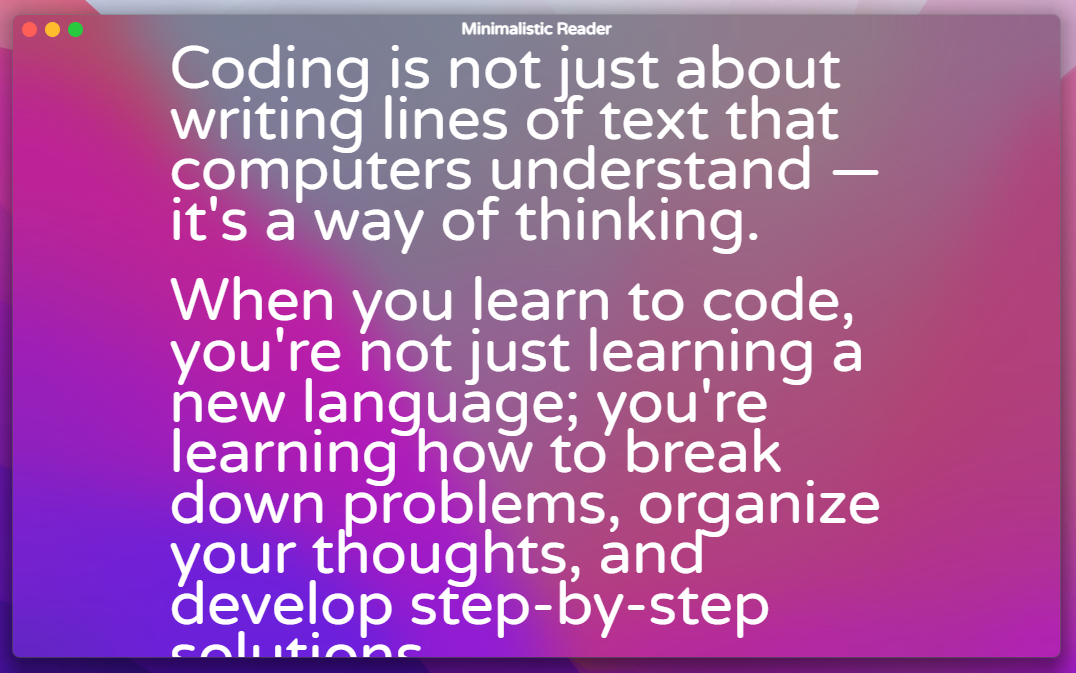 Minimalistic Reader
Coding is not just about
writing lines of text that
computers understand —
it's a way of thinking.
When you learn to code,
you're not just learning a
new language; you're
learning how to break
down problems, organize
your thoughts, and
develop step-by-step
solutions